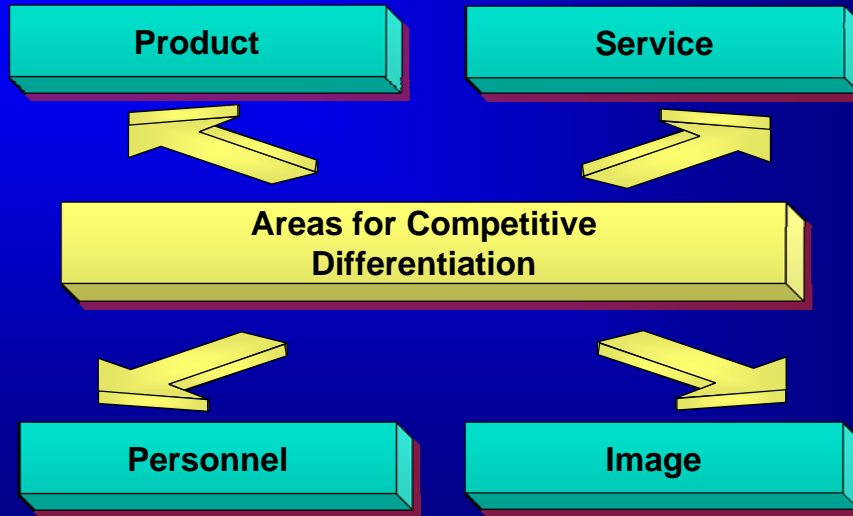 Product
Service
Areas for Competitive
Differentiation
Personnel
Image